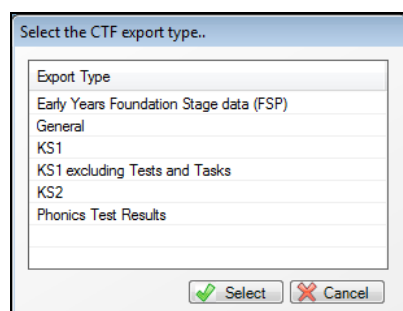 Select the CTF export type..
Export Type
Early Years Foundation Stage data (FSP)
General
KS1
KS1 excluding Tests and Tasks
KS2
Phonics Test Results
Select
Cancel